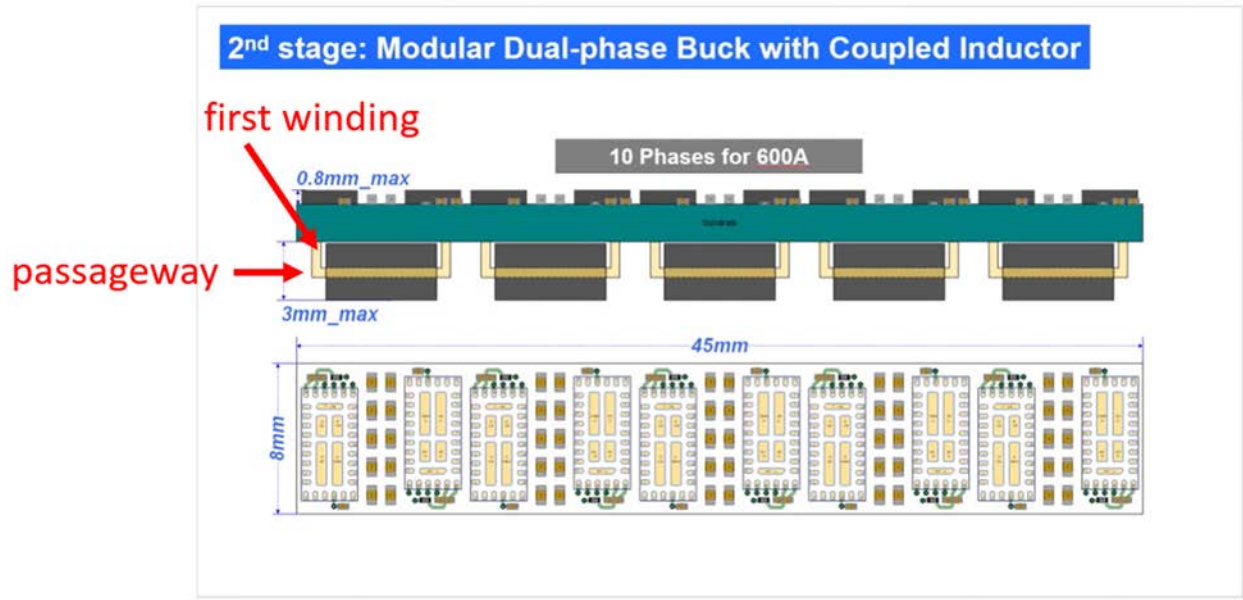 2nd stage: Modular Dual-phase Buck with Coupled Inductor
first winding
10 Phases for 600A
0.8mm_max
passageway
3mm_max
45mm
8mm